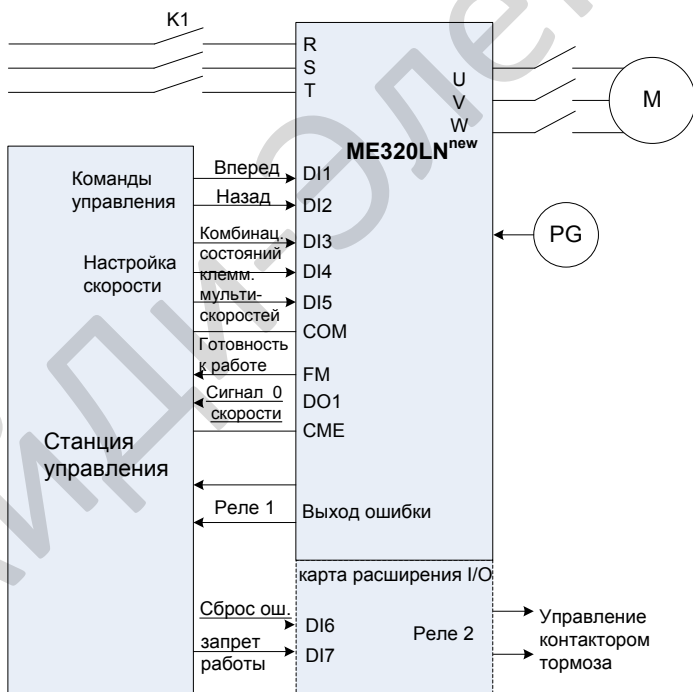 K1
R
S
T
U
V
W
M
ME320LNnew
Команды
управления
Вперед
DI1
Назад
DI2
Настройка
скорости
Комбинац.
состояний
клемм.
мульти-
скоростей
DI3
DI4
DI5
COM
PG
Готовность
к работе
FM
Сигнал 0
скорости
DO1
CME
Станция
управления
Реле 1
Выход ошибки
карта расширения I/O
Сброс ош.
DI6
запрет
работы
DI7
Реле 2
Управление
контактором
тормоза
йДи-Элек